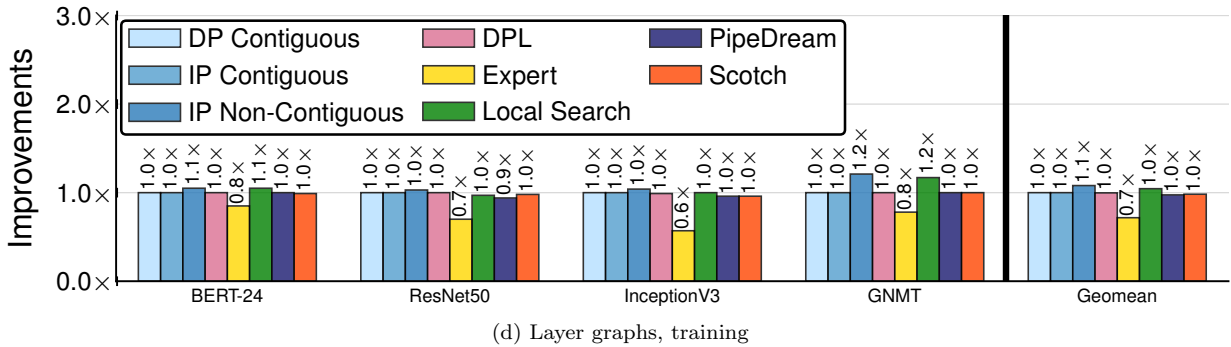 Improvements
3.0×
2.0×
1.0×
0.0×
DP Contiguous
IP Contiguous
IP Non-Contiguous
DPL
Expert
Local Search
PipeDream
Scotch
1.0× 1.0× 1.1× 1.0× 0.8× 1.1× 1.0× 1.0×
1.0× 1.0× 1.0× 1.0× 0.7× 1.0× 0.9× 1.0×
1.0× 1.0× 1.0× 1.0× 0.6× 1.0× 1.0× 1.0×
1.0× 1.0× 1.2× 1.0× 0.8× 1.2× 1.0× 1.0×
1.0× 1.0× 1.1× 1.0× 0.7× 1.0× 1.0× 1.0×
BERT-24 ResNet50 InceptionV3 GNMT Geomean
(d) Layer graphs, training